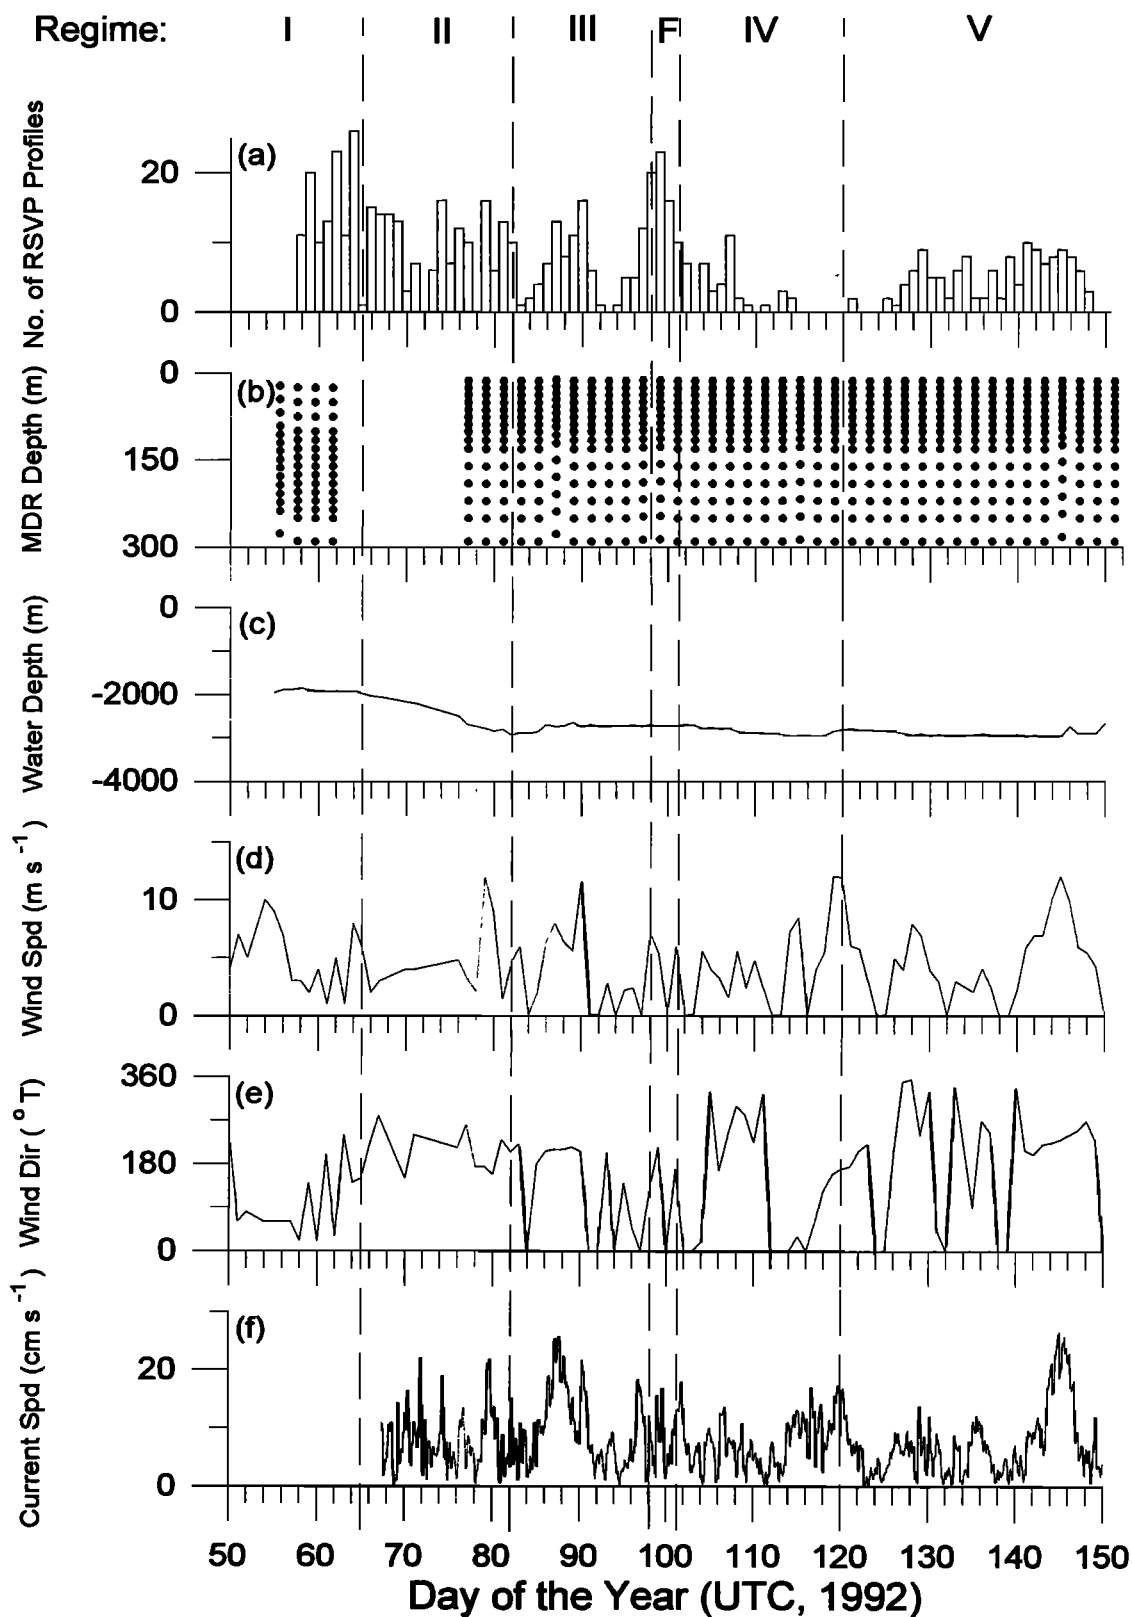 Regime: I II III F IV V
No. of RSVP Profiles
(a)
20
0
MDR Depth (m)
(b)
0
150
300
Water Depth (m)
(c)
0
-2000
-4000
Wind Spd (m s⁻¹)
(d)
10
0
Wind Dir (°T)
(e)
360
180
0
Current Spd (cm s⁻¹)
(f)
20
0
50 60 70 80 90 100 110 120 130 140 150
Day of the Year (UTC, 1992)